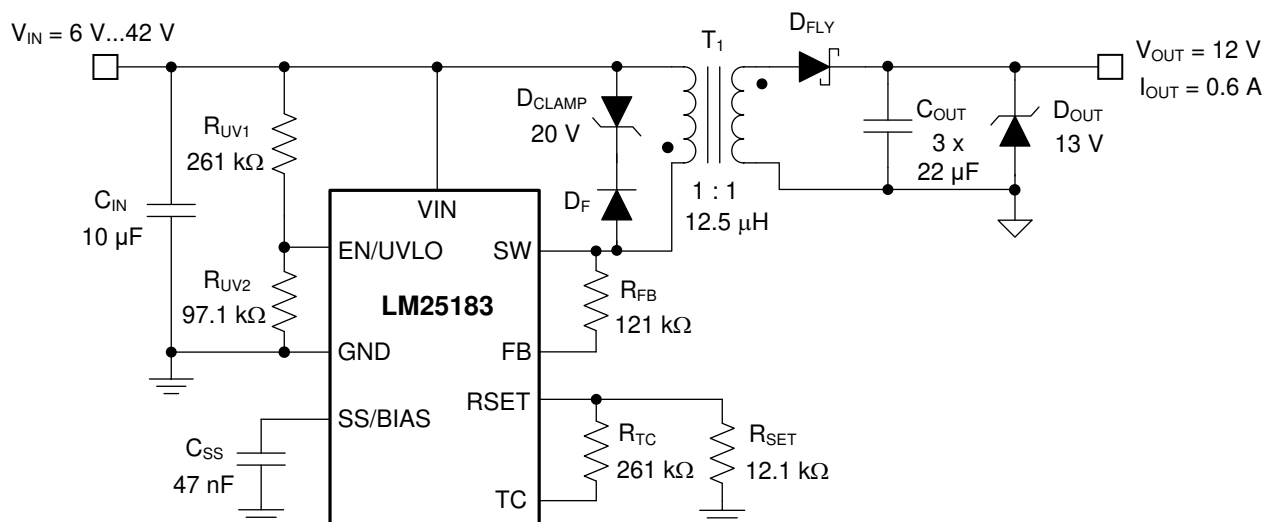 V_IN = 6 V...42 V
T₁
D_FLY
V_OUT = 12 V
I_OUT = 0.6 A
D_CLAMP
20 V
R_UV1
261 kΩ
C_OUT
3 x
22 µF
D_OUT
13 V
C_IN
10 µF
VIN
D_F
1 : 1
12.5 μH
EN/UVLO
SW
R_UV2
97.1 kΩ
LM25183
R_FB
121 kΩ
GND
FB
RSET
SS/BIAS
C_SS
47 nF
R_TC
261 kΩ
R_SET
12.1 kΩ
TC